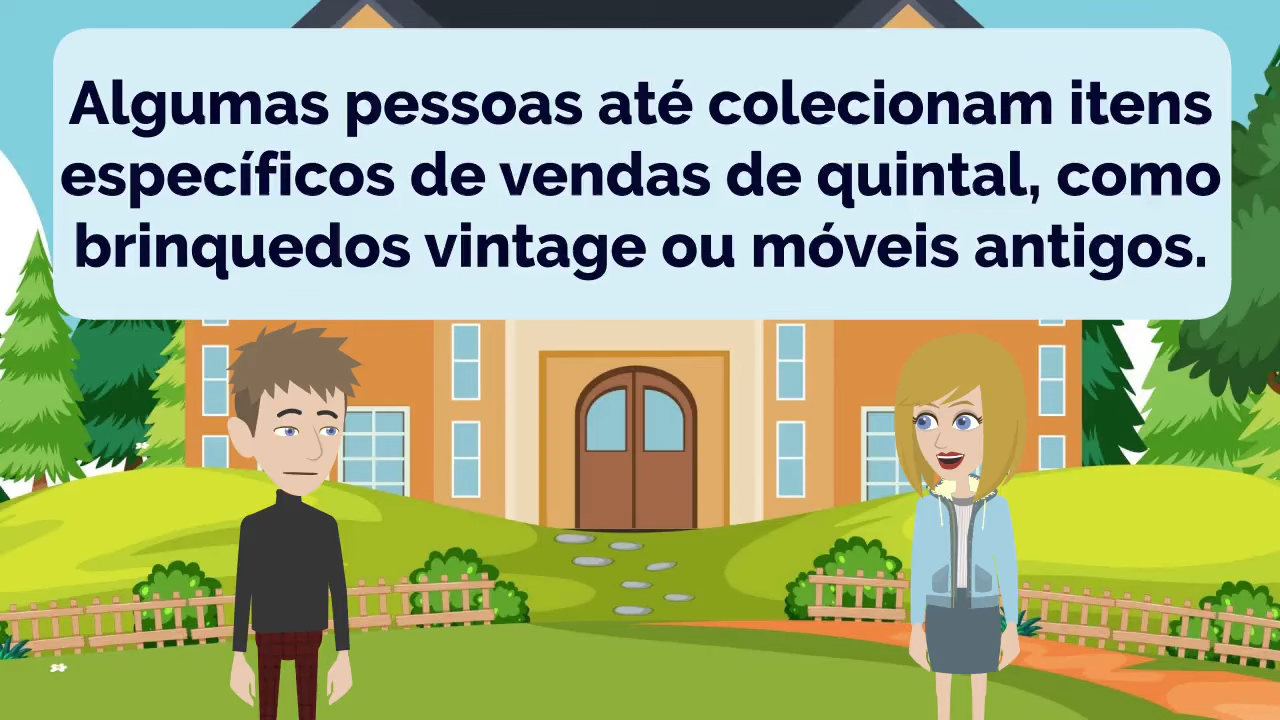 Algumas pessoas até colecionam itens
específicos de vendas de quintal, como
brinquedos vintage ou móveis antigos.